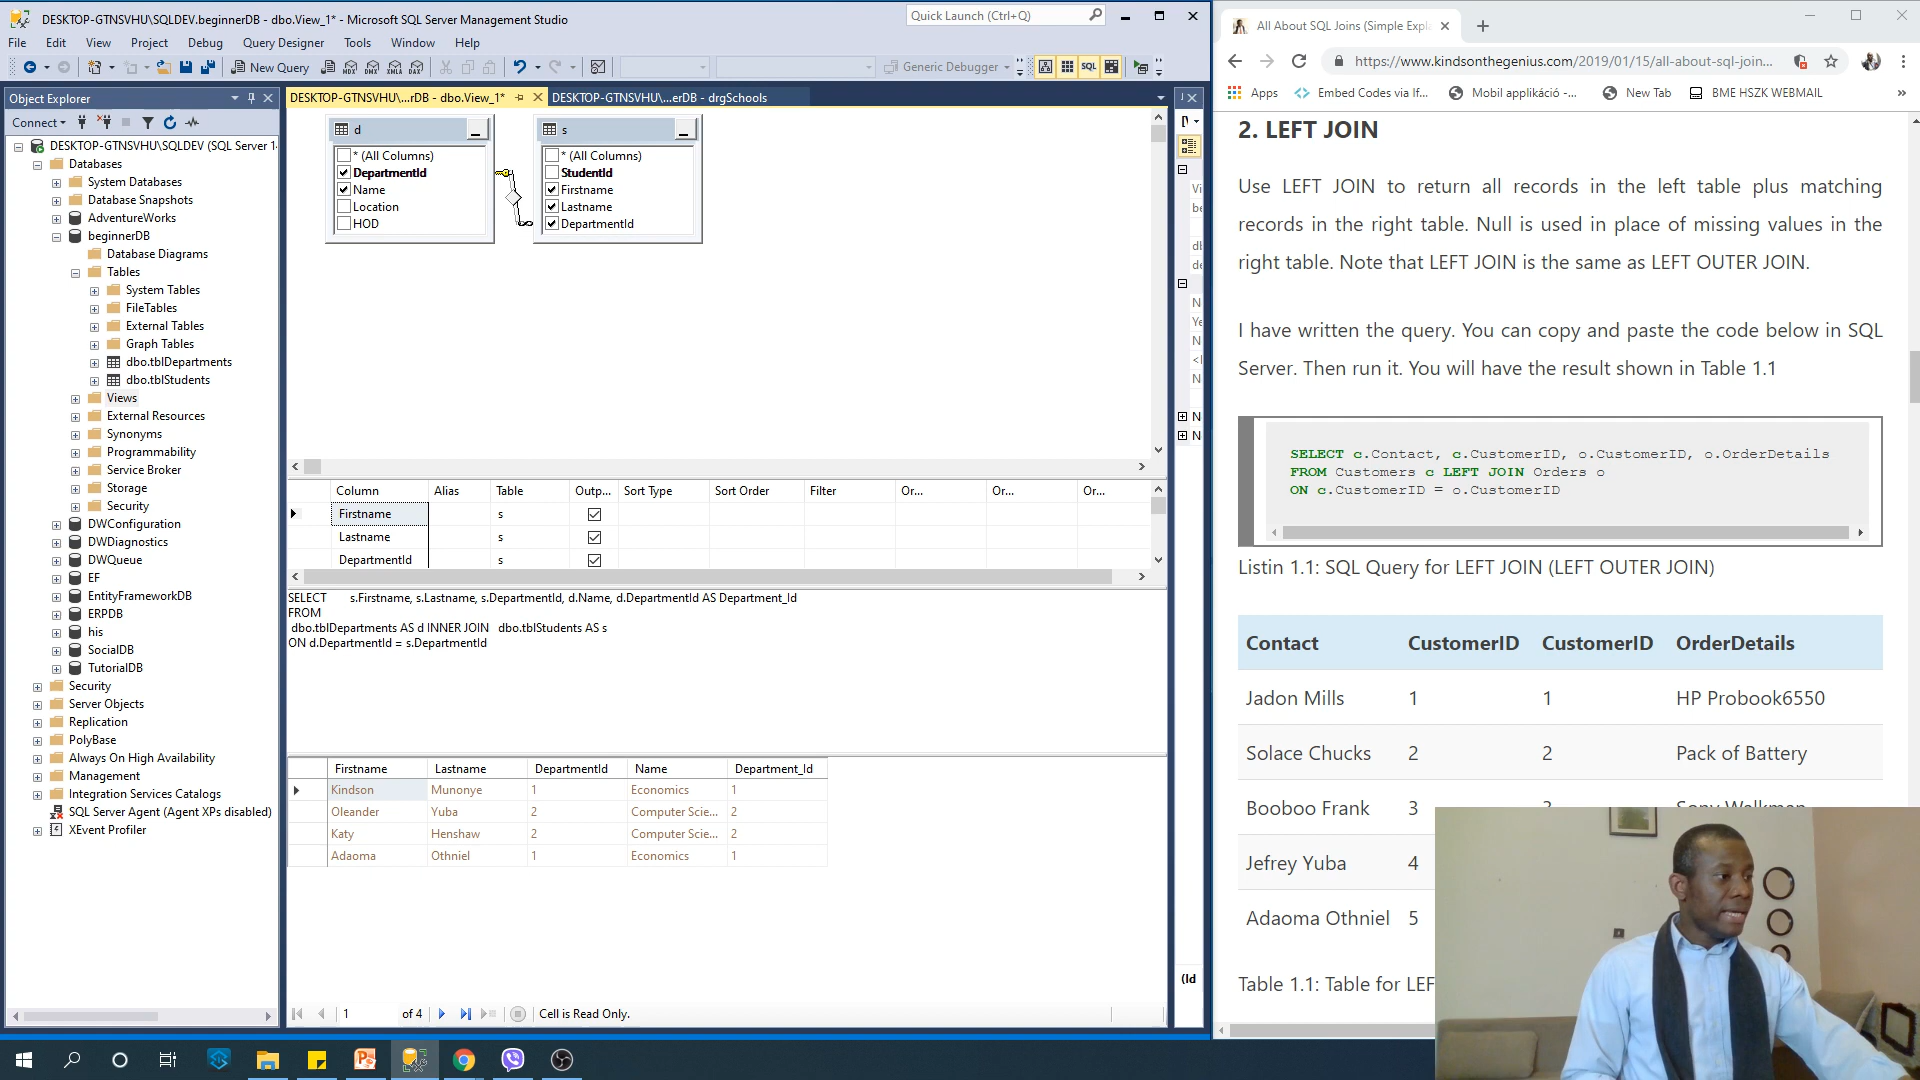 DESKTOP-GTNSVHU\SQLDEV.beginnerDB - dbo.View_1* - Microsoft SQL Server Management Studio
Quick Launch (Ctrl+Q)
File Edit View Project Debug Query Designer Tools Window Help
New Query
MDX DMX XMLA DAX
Generic Debugger
SQL
Object Explorer
Connect
DESKTOP-GTNSVHU\SQLDEV (SQL Server 1
Databases
System Databases
Database Snapshots
AdventureWorks
beginnerDB
Database Diagrams
Tables
System Tables
FileTables
External Tables
Graph Tables
dbo.tblDepartments
dbo.tblStudents
Views
External Resources
Synonyms
Programmability
Service Broker
Storage
Security
DWConfiguration
DWDiagnostics
DWQueue
EF
EntityFrameworkDB
ERPDB
his
SocialDB
TutorialDB
Security
Server Objects
Replication
PolyBase
Always On High Availability
Management
Integration Services Catalogs
SQL Server Agent (Agent XPs disabled)
XEvent Profiler
DESKTOP-GTNSVHU\...rDB - dbo.View_1*
DESKTOP-GTNSVHU\...erDB - drgSchools
d
* (All Columns)
DepartmentId
Name
Location
HOD
s
* (All Columns)
StudentId
Firstname
Lastname
DepartmentId
Column Alias Table Outp... Sort Type Sort Order Filter Or... Or... Or...
Firstname s
Lastname s
DepartmentId s
SELECT s.Firstname, s.Lastname, s.DepartmentId, d.Name, d.DepartmentId AS Department_Id
FROM
dbo.tblDepartments AS d INNER JOIN dbo.tblStudents AS s
ON d.DepartmentId = s.DepartmentId
Firstname Lastname DepartmentId Name Department_Id
Kindson Munonye 1 Economics 1
Oleander Yuba 2 Computer Scie... 2
Katy Henshaw 2 Computer Scie... 2
Adaoma Othniel 1 Economics 1
1 of 4 Cell is Read Only.
Vi
be
dl
de
N
Ye
N
<l
N
N
N
(Id
All About SQL Joins (Simple Expl
https://www.kindsonthegenius.com/2019/01/15/all-about-sql-join...
Apps Embed Codes via If... Mobil applikáció -... New Tab BME HSZK WEBMAIL
2. LEFT JOIN
Use LEFT JOIN to return all records in the left table plus matching
records in the right table. Null is used in place of missing values in the
right table. Note that LEFT JOIN is the same as LEFT OUTER JOIN.
I have written the query. You can copy and paste the code below in SQL
Server. Then run it. You will have the result shown in Table 1.1
SELECT c.Contact, c.CustomerID, o.CustomerID, o.OrderDetails
FROM Customers c LEFT JOIN Orders o
ON c.CustomerID = o.CustomerID
Listin 1.1: SQL Query for LEFT JOIN (LEFT OUTER JOIN)
Contact CustomerID CustomerID OrderDetails
Jadon Mills 1 1 HP Probook6550
Solace Chucks 2 2 Pack of Battery
Booboo Frank 3 3 Sony Walkman
Jefrey Yuba 4
Adaoma Othniel 5
Table 1.1: Table for LEF